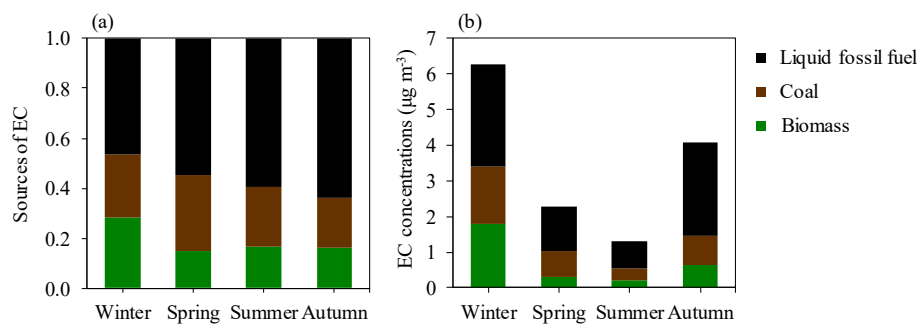 (a)
1.0
0.8
0.6
0.4
0.2
0.0
Sources of EC
Winter Spring Summer Autumn
(b)
7
6
5
4
3
2
1
0
EC concentrations (μg m-3)
Winter Spring Summer Autumn
Liquid fossil fuel
Coal
Biomass